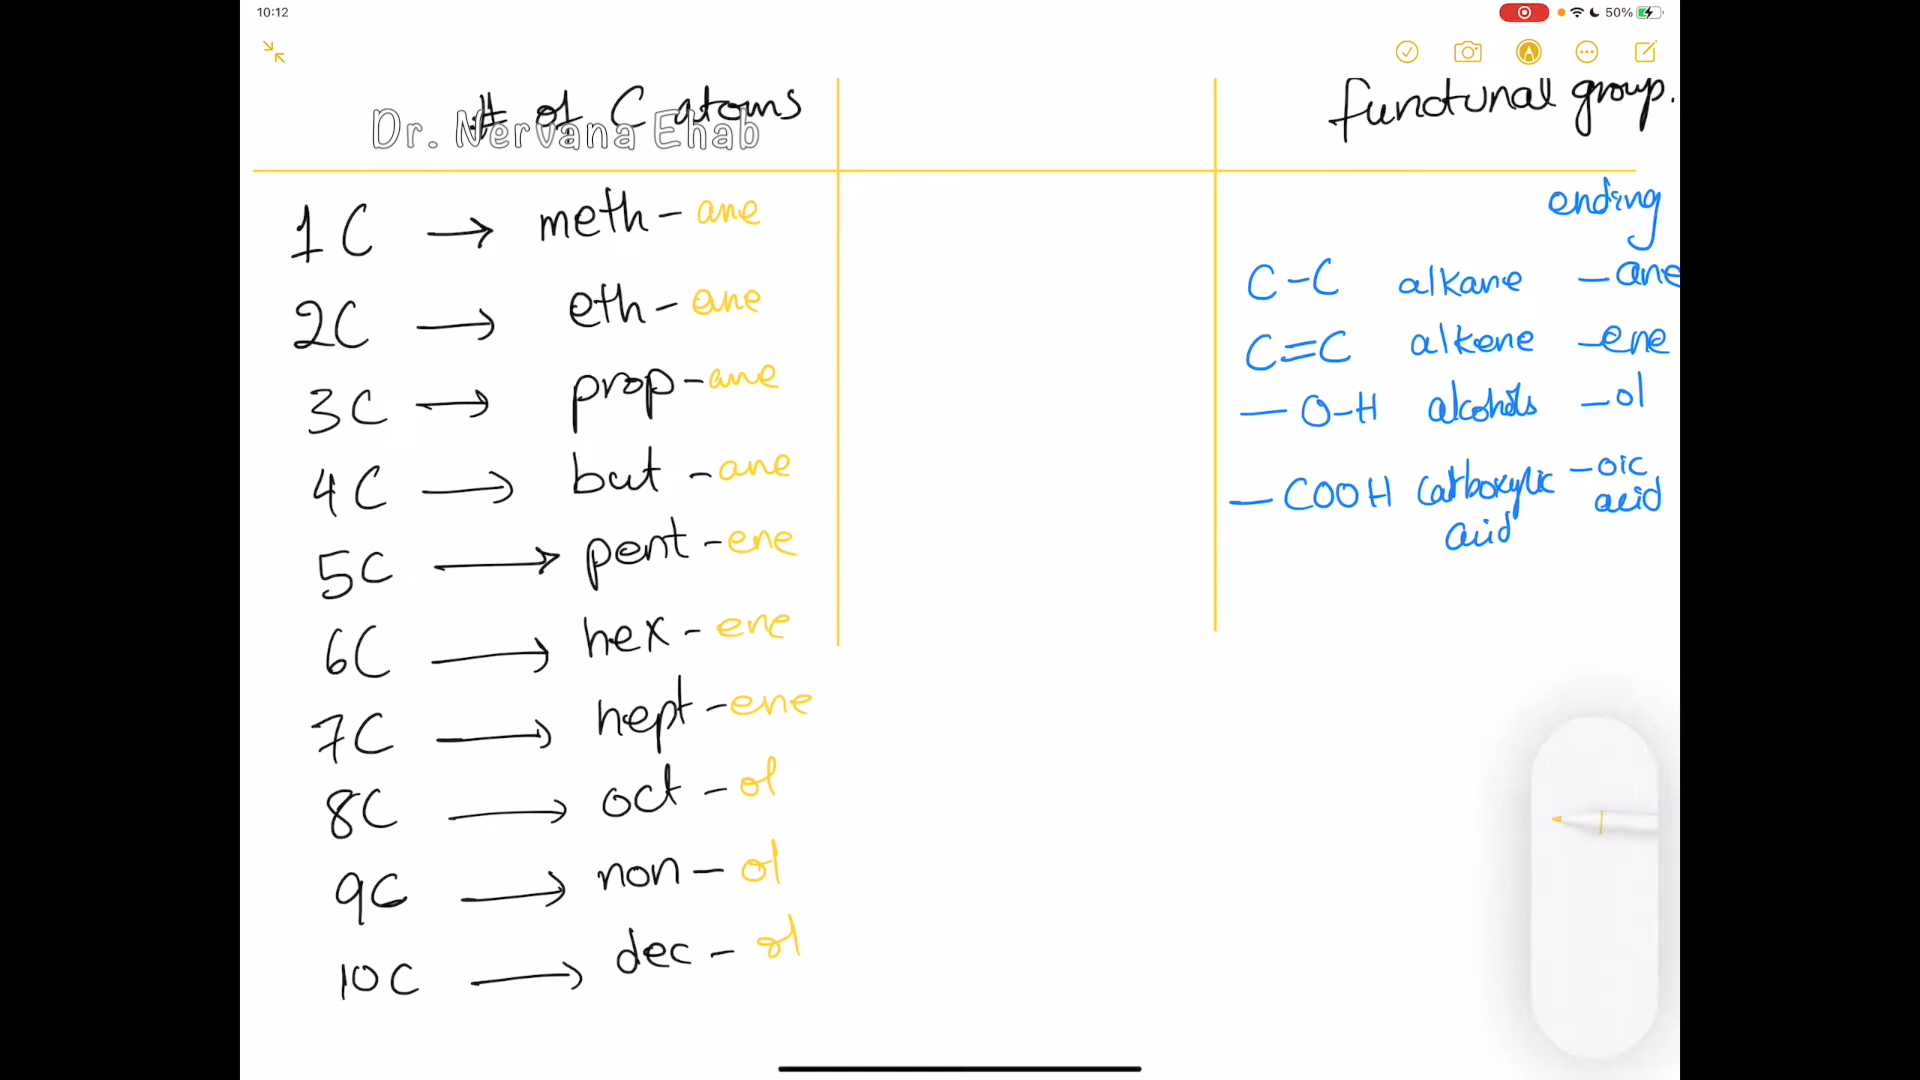 10:12
50%
# of C atoms
functunal group.
Dr. Nervana Ehab
1C → meth - ane
2C → eth - ane
3C → prop - ane
4C → but - ane
5C → pent - ene
6C → hex - ene
7C → hept - ene
8C → oct - ol
9C → non - ol
10C → dec - ol
ending
C-C alkane - ane
C=C alkene - ene
- O-H alcohols - ol
- COOH carboxylic acid - oic acid